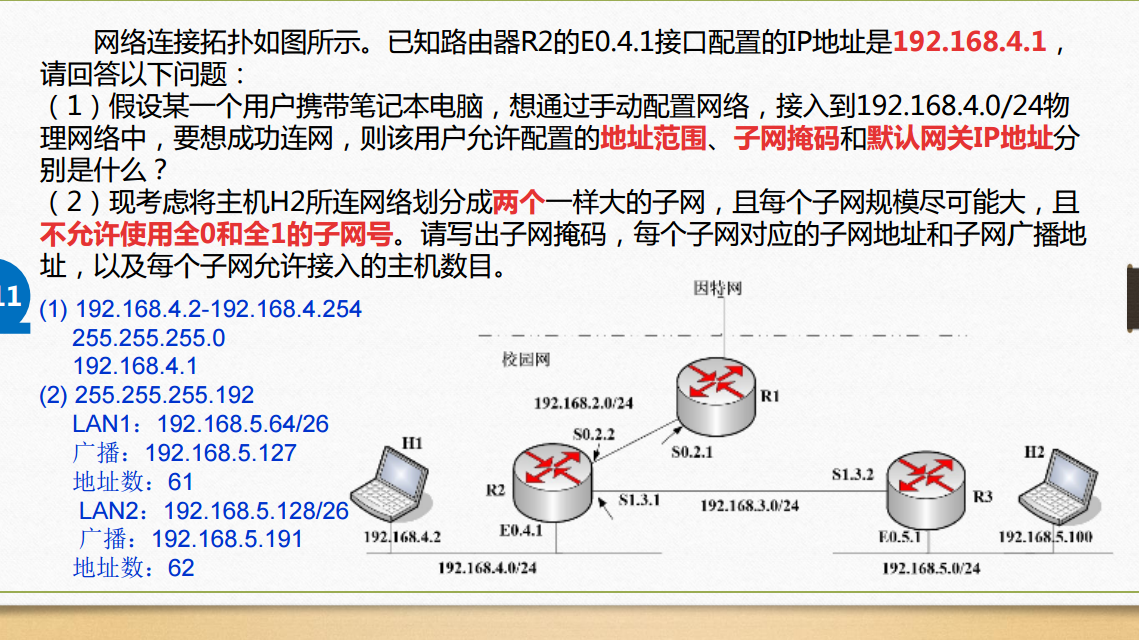 网络连接拓扑如图所示。已知路由器R2的E0.4.1接口配置的IP地址是192.168.4.1，
请回答以下问题：
（1）假设某一个用户携带笔记本电脑，想通过手动配置网络，接入到192.168.4.0/24物
理网络中，要想成功连网，则该用户允许配置的地址范围、子网掩码和默认网关IP地址分
别是什么？
（2）现考虑将主机H2所连网络划分成两个一样大的子网，且每个子网规模尽可能大，且
不允许使用全0和全1的子网号。请写出子网掩码，每个子网对应的子网地址和子网广播地
址，以及每个子网允许接入的主机数目。
11
(1) 192.168.4.2-192.168.4.254
255.255.255.0
192.168.4.1
(2) 255.255.255.192
LAN1：192.168.5.64/26
广播：192.168.5.127
地址数：61
LAN2：192.168.5.128/26
广播：192.168.5.191
地址数：62
因特网
校园网
R1
192.168.2.0/24
S0.2.2
S0.2.1
H1
R2
S1.3.1
192.168.3.0/24
S1.3.2
R3
H2
192.168.4.2
E0.4.1
E0.5.1
192.168.5.100
192.168.4.0/24
192.168.5.0/24